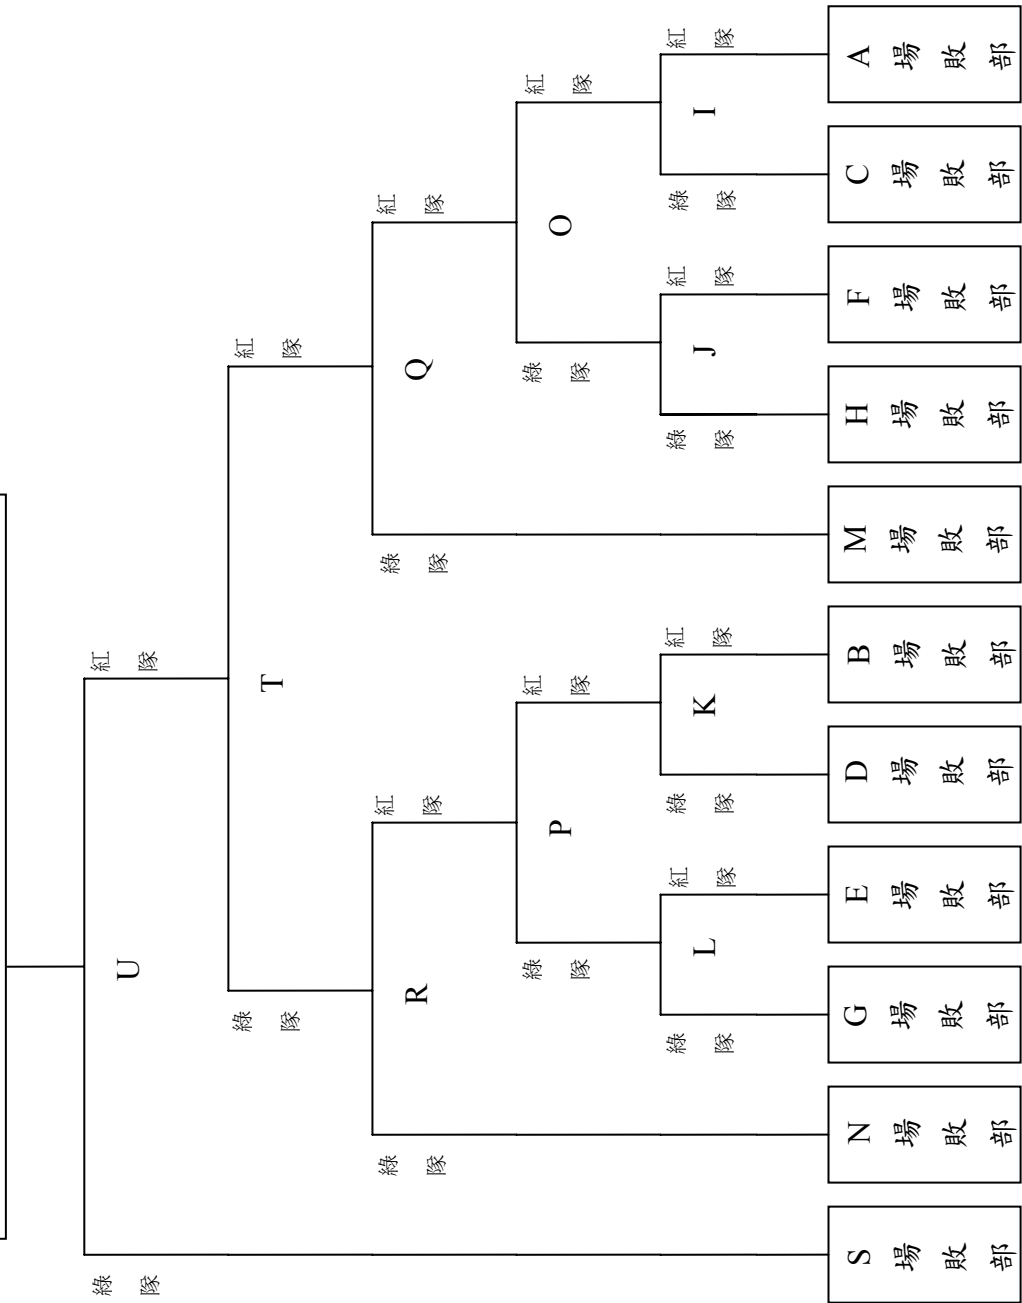 綠隊
U
紅隊
綠隊
T
紅隊
綠隊
R
紅隊
綠隊
Q
紅隊
綠隊
P
紅隊
綠隊
O
紅隊
綠隊
L
紅隊
綠隊
K
紅隊
綠隊
J
紅隊
綠隊
I
紅隊
S場敗部
N場敗部
G場敗部
E場敗部
D場敗部
B場敗部
M場敗部
H場敗部
F場敗部
C場敗部
A場敗部